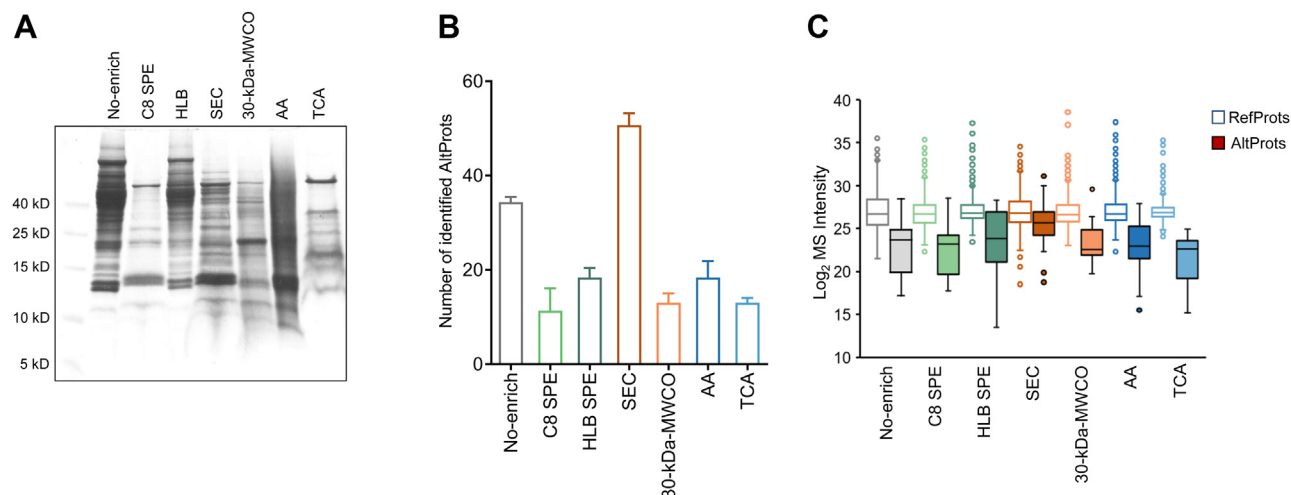 A
No-enrich
C8 SPE
HLB
SEC
30-kDa-MWCO
AA
TCA
40 kD
25 kD
15 kD
10 kD
5 kD
B
Number of identified AltProts
60
40
20
0
No-enrich
C8 SPE
HLB SPE
SEC
30-kDa-MWCO
AA
TCA
C
Log2 MS Intensity
40
35
30
25
20
15
10
No-enrich
C8 SPE
HLB SPE
SEC
30-kDa-MWCO
AA
TCA
RefProts
AltProts